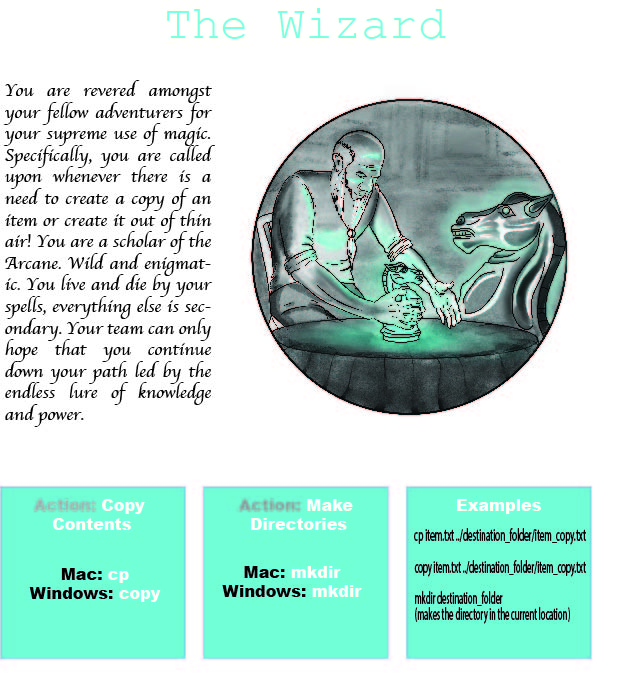 The Wizard
You are revered amongst
your fellow adventurers for
your supreme use of magic.
Specifically, you are called
upon whenever there is a
need to create a copy of an
item or create it out of thin
air! You are a scholar of the
Arcane. Wild and enigmat-
ic. You live and die by your
spells, everything else is sec-
ondary. Your team can only
hope that you continue
down your path led by the
endless lure of knowledge
and power.
Action: Copy
Contents
Mac: cp
Windows: copy
Action: Make
Directories
Mac: mkdir
Windows: mkdir
Examples
cp item.txt ../destination_folder/item_copy.txt
copy item.txt ../destination_folder/item_copy.txt
mkdir destination_folder
(makes the directory in the current location)